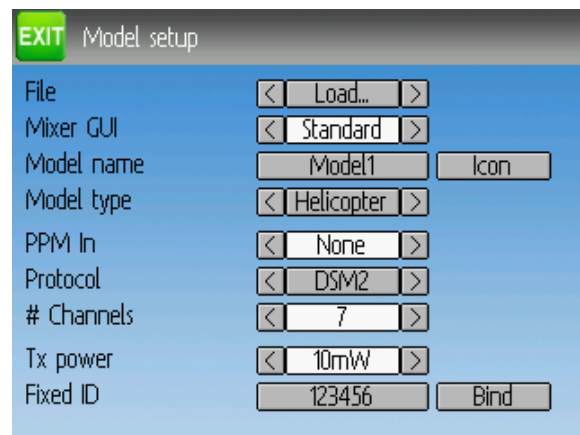 EXIT Model setup
File < Load... >
Mixer GUI < Standard >
Model name Model1 Icon
Model type < Helicopter >
PPM In < None >
Protocol < DSM2 >
# Channels < 7 >
Tx power < 10mW >
Fixed ID 123456 Bind